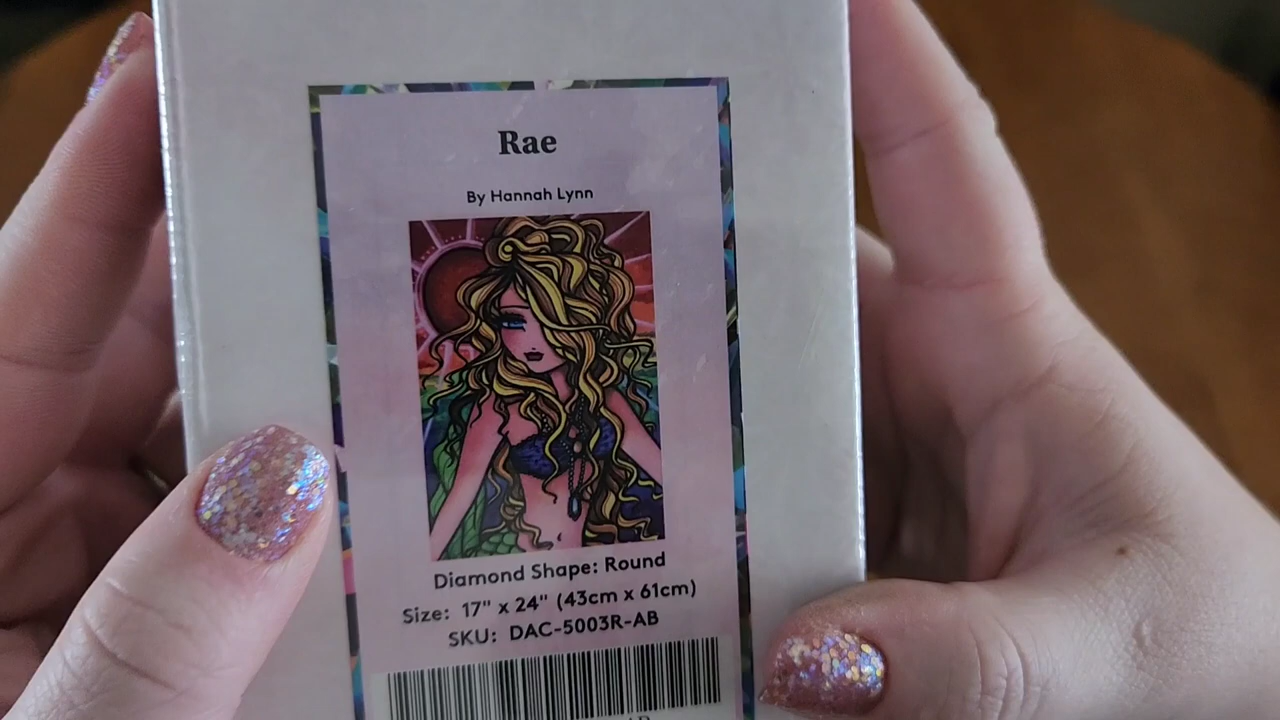 Rae
By Hannah Lynn
Diamond Shape: Round
Size: 17" x 24" (43cm x 61cm)
SKU: DAC-5003R-AB